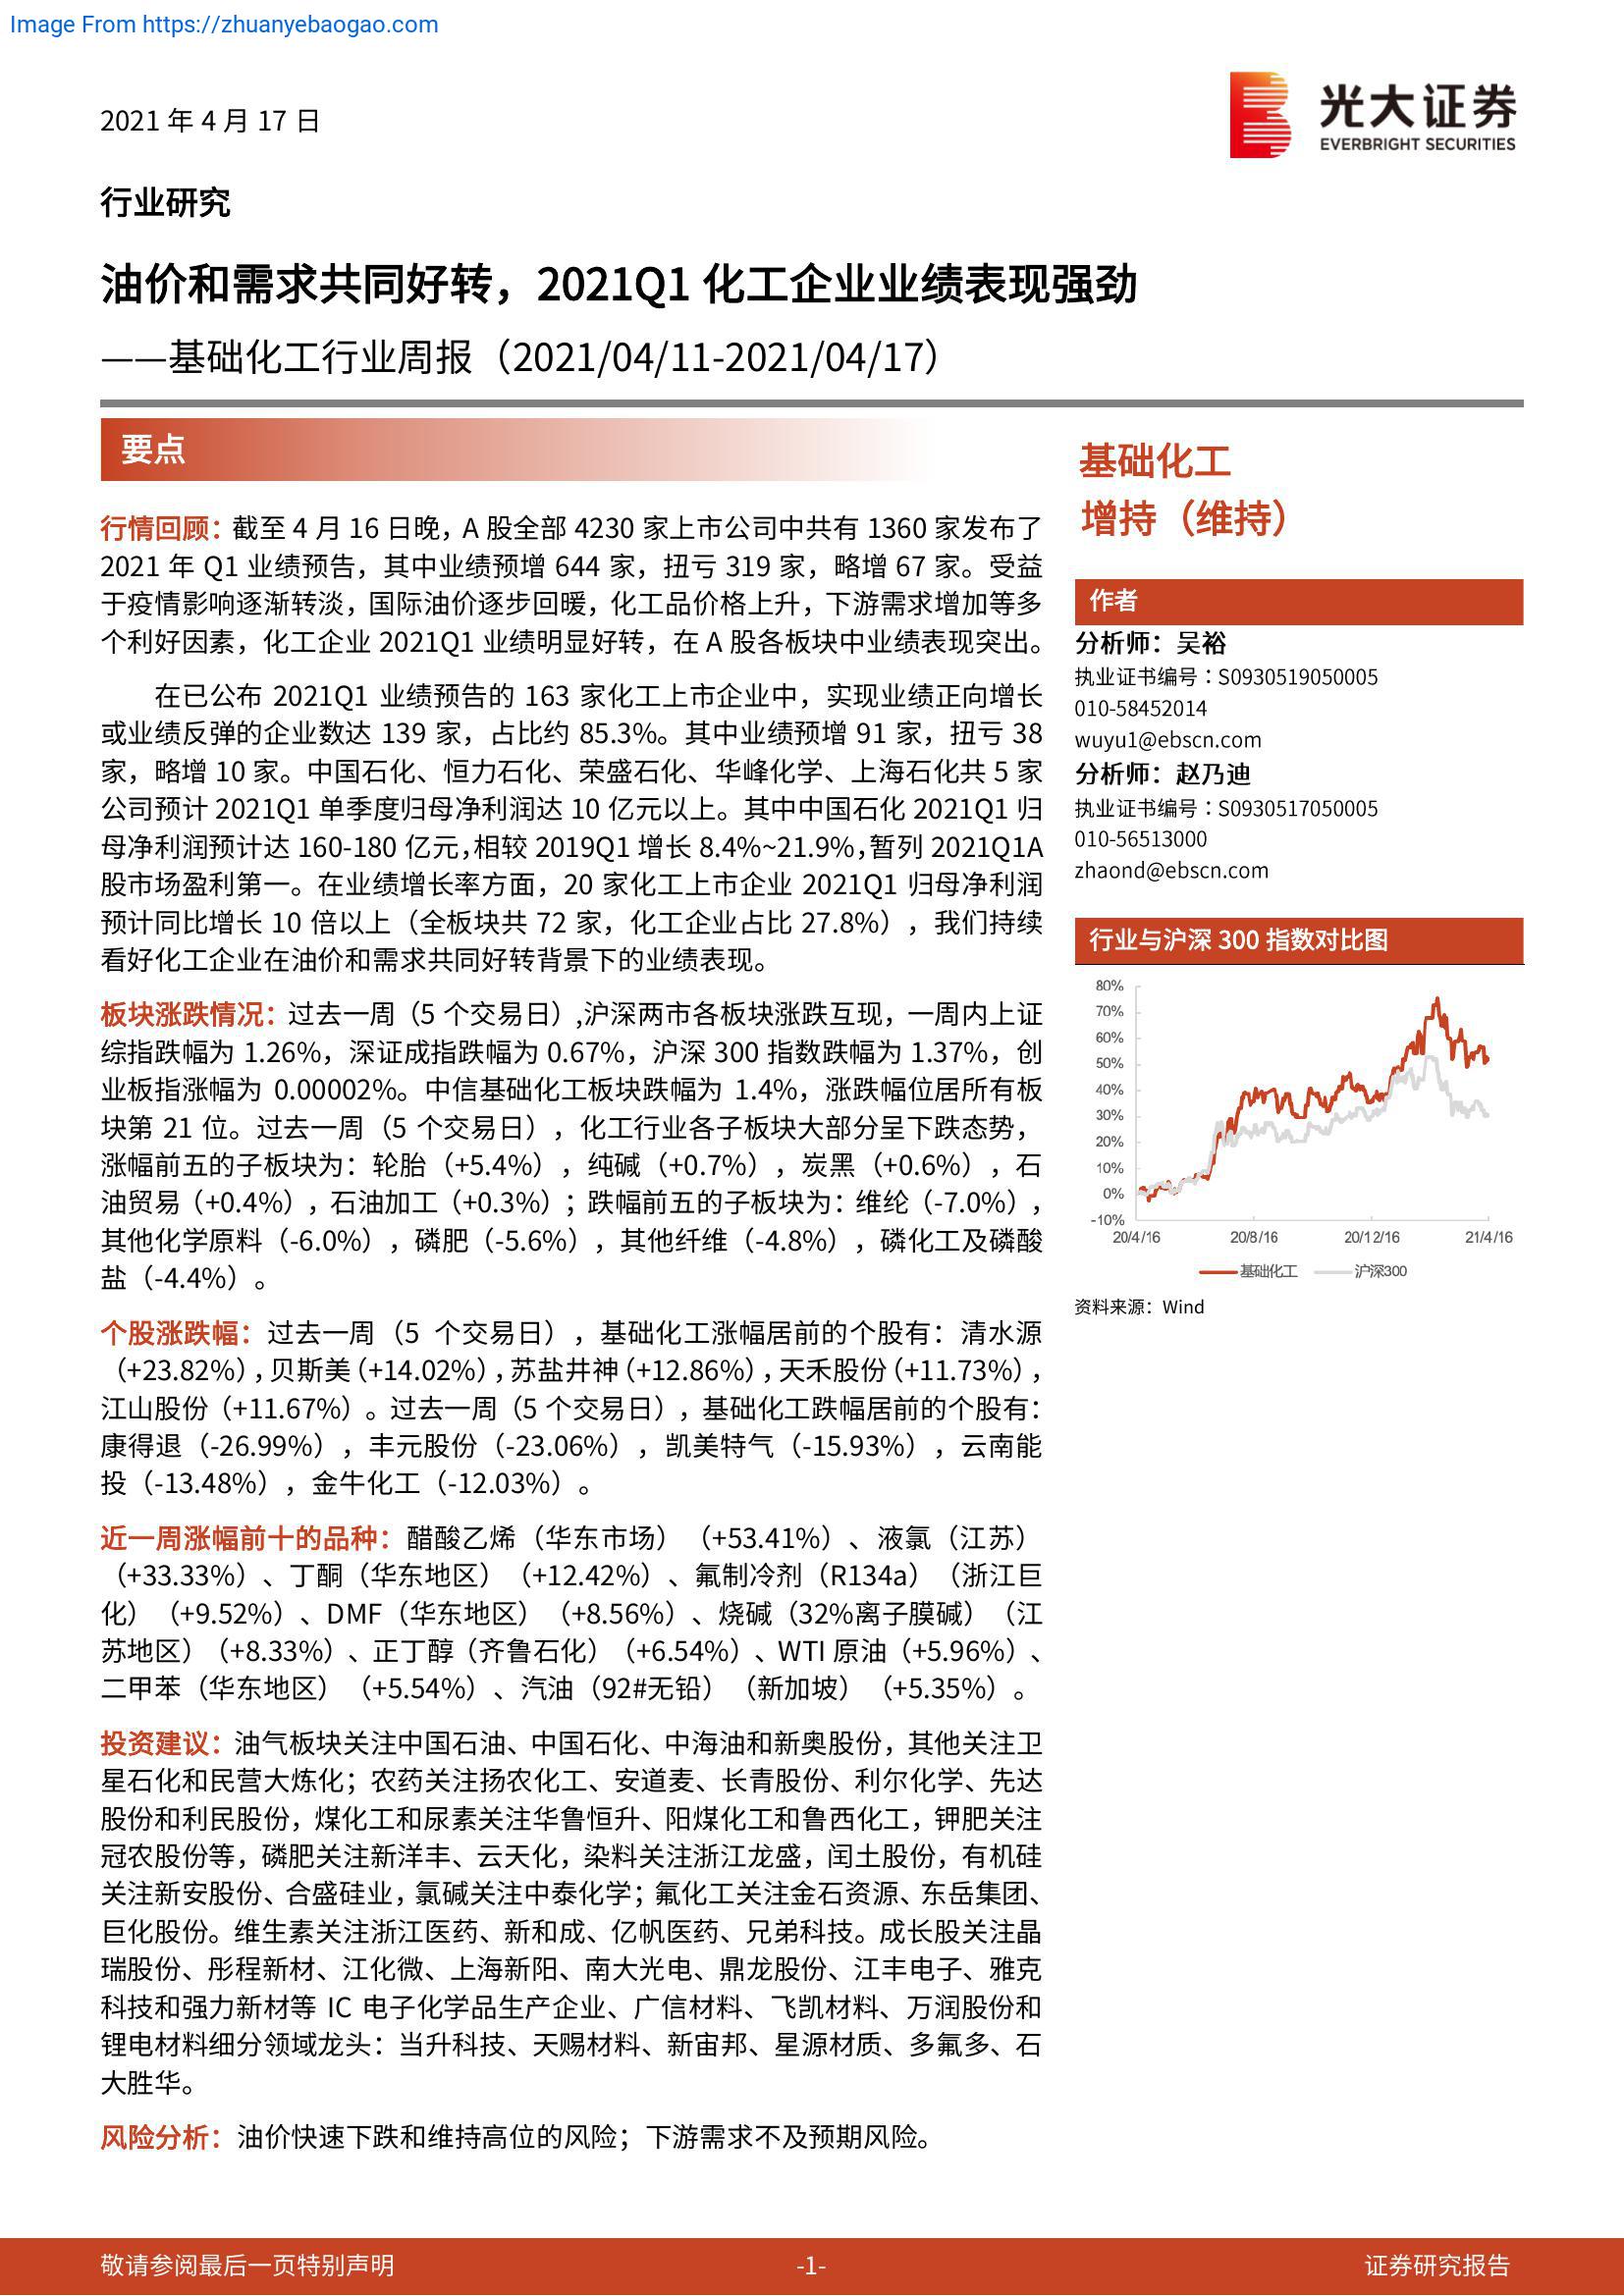 Image From https://zhuanyebaogao.com
2021 年 4 月 17 日
光大证券
EVERBRIGHT SECURITIES
行业研究
油价和需求共同好转，2021Q1 化工企业业绩表现强劲
——基础化工行业周报（2021/04/11-2021/04/17）
要点
行情回顾：截至 4 月 16 日晚，A 股全部 4230 家上市公司中共有 1360 家发布了
2021 年 Q1 业绩预告，其中业绩预增 644 家，扭亏 319 家，略增 67 家。受益
于疫情影响逐渐转淡，国际油价逐步回暖，化工品价格上升，下游需求增加等多
个利好因素，化工企业 2021Q1 业绩明显好转，在 A 股各板块中业绩表现突出。
在已公布 2021Q1 业绩预告的 163 家化工上市企业中，实现业绩正向增长
或业绩反弹的企业数达 139 家，占比约 85.3%。其中业绩预增 91 家，扭亏 38
家，略增 10 家。中国石化、恒力石化、荣盛石化、华峰化学、上海石化共 5 家
公司预计 2021Q1 单季度归母净利润达 10 亿元以上。其中中国石化 2021Q1 归
母净利润预计达 160-180 亿元，相较 2019Q1 增长 8.4%~21.9%，暂列 2021Q1A
股市场盈利第一。在业绩增长率方面，20 家化工上市企业 2021Q1 归母净利润
预计同比增长 10 倍以上（全板块共 72 家，化工企业占比 27.8%），我们持续
看好化工企业在油价和需求共同好转背景下的业绩表现。
板块涨跌情况：过去一周（5 个交易日）,沪深两市各板块涨跌互现，一周内上证
综指跌幅为 1.26%，深证成指跌幅为 0.67%，沪深 300 指数跌幅为 1.37%，创
业板指涨幅为 0.00002%。中信基础化工板块跌幅为 1.4%，涨跌幅位居所有板
块第 21 位。过去一周（5 个交易日），化工行业各子板块大部分呈下跌态势，
涨幅前五的子板块为：轮胎（+5.4%），纯碱（+0.7%），炭黑（+0.6%），石
油贸易（+0.4%），石油加工（+0.3%）；跌幅前五的子板块为：维纶（-7.0%），
其他化学原料（-6.0%），磷肥（-5.6%），其他纤维（-4.8%），磷化工及磷酸
盐（-4.4%）。
个股涨跌幅：过去一周（5 个交易日），基础化工涨幅居前的个股有：清水源
（+23.82%），贝斯美（+14.02%），苏盐井神（+12.86%），天禾股份（+11.73%），
江山股份（+11.67%）。过去一周（5 个交易日），基础化工跌幅居前的个股有：
康得退（-26.99%），丰元股份（-23.06%），凯美特气（-15.93%），云南能
投（-13.48%），金牛化工（-12.03%）。
近一周涨幅前十的品种：醋酸乙烯（华东市场）（+53.41%）、液氯（江苏）
（+33.33%）、丁酮（华东地区）（+12.42%）、氟制冷剂（R134a）（浙江巨
化）（+9.52%）、DMF（华东地区）（+8.56%）、烧碱（32%离子膜碱）（江
苏地区）（+8.33%）、正丁醇（齐鲁石化）（+6.54%）、WTI 原油（+5.96%）、
二甲苯（华东地区）（+5.54%）、汽油（92#无铅）（新加坡）（+5.35%）。
投资建议：油气板块关注中国石油、中国石化、中海油和新奥股份，其他关注卫
星石化和民营大炼化；农药关注扬农化工、安道麦、长青股份、利尔化学、先达
股份和利民股份，煤化工和尿素关注华鲁恒升、阳煤化工和鲁西化工，钾肥关注
冠农股份等，磷肥关注新洋丰、云天化，染料关注浙江龙盛，闰土股份，有机硅
关注新安股份、合盛硅业，氯碱关注中泰化学；氟化工关注金石资源、东岳集团、
巨化股份。维生素关注浙江医药、新和成、亿帆医药、兄弟科技。成长股关注晶
瑞股份、彤程新材、江化微、上海新阳、南大光电、鼎龙股份、江丰电子、雅克
科技和强力新材等 IC 电子化学品生产企业、广信材料、飞凯材料、万润股份和
锂电材料细分领域龙头：当升科技、天赐材料、新宙邦、星源材质、多氟多、石
大胜华。
风险分析：油价快速下跌和维持高位的风险；下游需求不及预期风险。
基础化工
增持（维持）
作者
分析师：吴裕
执业证书编号：S0930519050005
010-58452014
wuyu1@ebscn.com
分析师：赵乃迪
执业证书编号：S0930517050005
010-56513000
zhaond@ebscn.com
行业与沪深 300 指数对比图
80%
70%
60%
50%
40%
30%
20%
10%
0%
-10%
20/4/16 20/8/16 20/12/16 21/4/16
基础化工 沪深300
资料来源：Wind
敬请参阅最后一页特别声明 -1- 证券研究报告